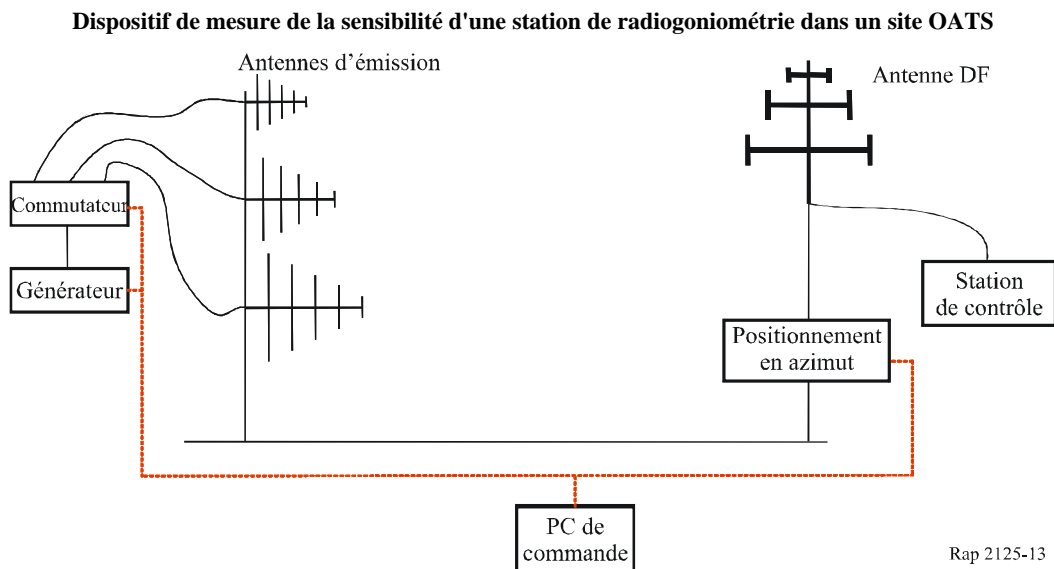 Dispositif de mesure de la sensibilité d'une station de radiogoniométrie dans un site OATS
Antennes d'émission
Antenne DF
Commutateur
Générateur
Station
de contrôle
Positionnement
en azimut
PC de
commande
Rap 2125-13